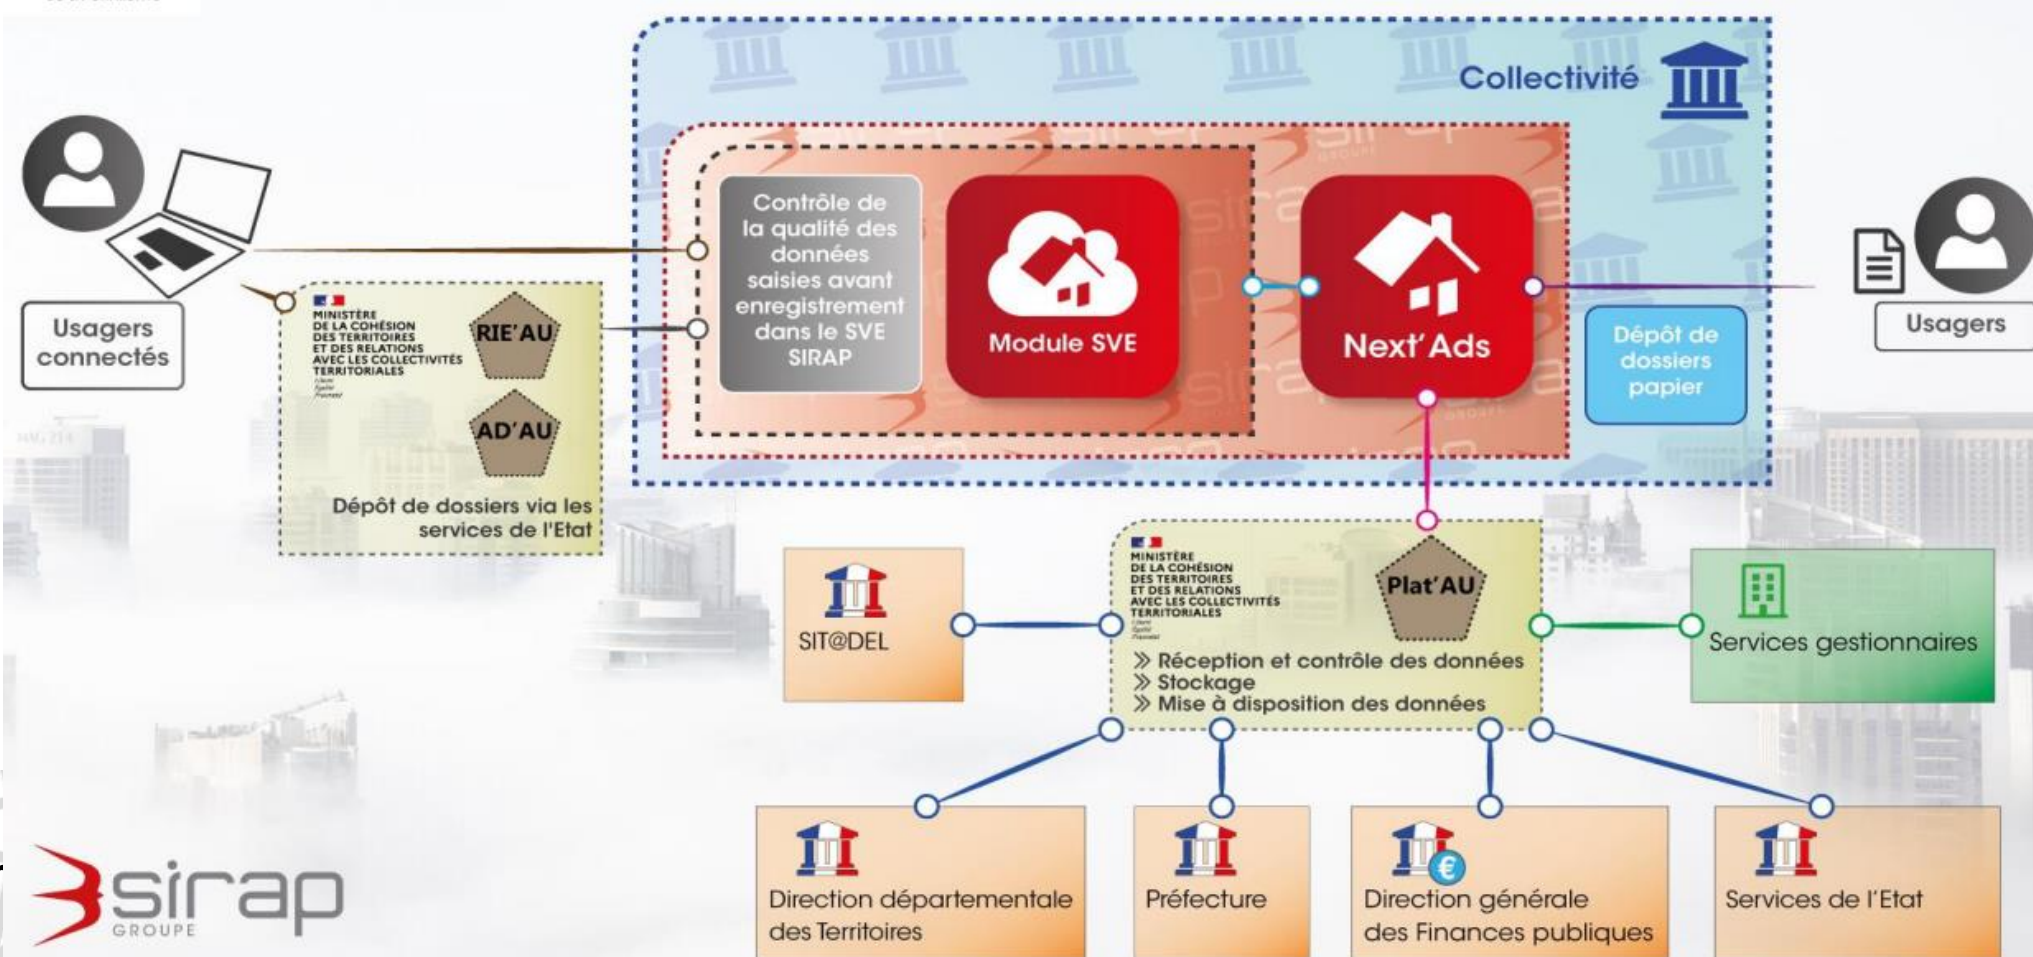 Collectivité
Contrôle de
la qualité des
données
saisies avant
enregistrement
dans le SVE
SIRAP
Module SVE
Next'Ads
Dépôt de
dossiers
papier
Usagers
Usagers
connectés
MINISTÈRE
DE LA COHÉSION
DES TERRITOIRES
ET DES RELATIONS
AVEC LES COLLECTIVITÉS
TERRITORIALES
RIE'AU
AD'AU
Dépôt de dossiers via les
services de l'Etat
MINISTÈRE
DE LA COHÉSION
DES TERRITOIRES
ET DES RELATIONS
AVEC LES COLLECTIVITÉS
TERRITORIALES
Plat'AU
>> Réception et contrôle des données
>> Stockage
>> Mise à disposition des données
SIT@DEL
Services gestionnaires
Direction départementale
des Territoires
Préfecture
€
Direction générale
des Finances publiques
Services de l'Etat
sirap
GROUPE